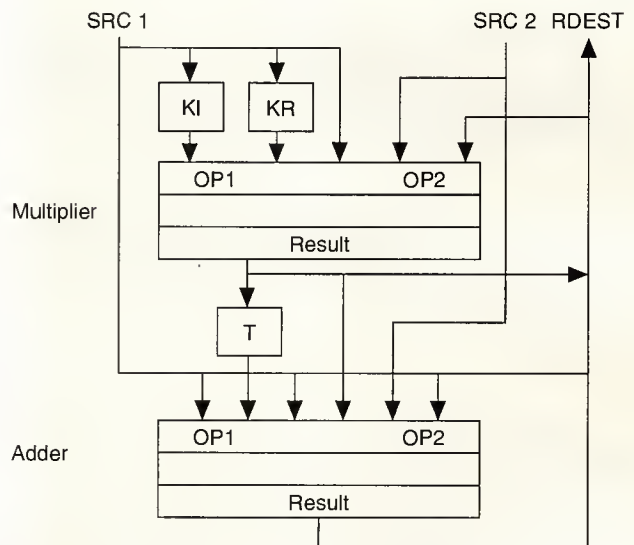 SRC 1 SRC 2 RDEST
KI KR
OP1 OP2
Multiplier
Result
T
OP1 OP2
Adder
Result